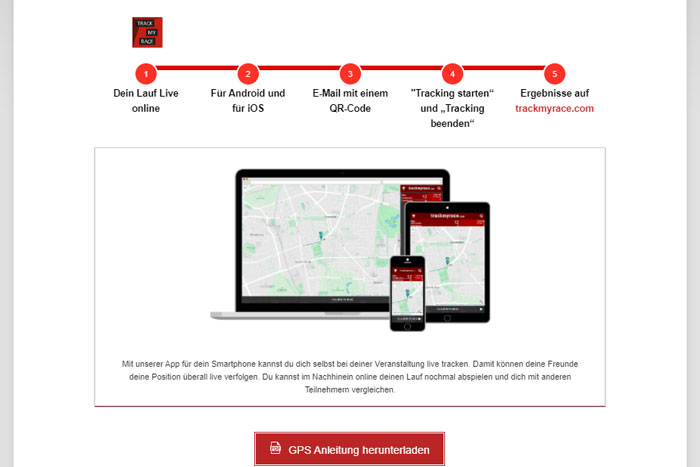 TRACK
MY
RACE
1
2
3
4
5
Dein Lauf Live
online
Für Android und
für iOS
E-Mail mit einem
QR-Code
"Tracking starten“
und „Tracking
beenden“
Ergebnisse auf
trackmyrace.com
trackmyrace.com
Mit unserer App für dein Smartphone kannst du dich selbst bei deiner Veranstaltung live tracken. Damit können deine Freunde
deine Position überall live verfolgen. Du kannst im Nachhinein online deinen Lauf nochmal abspielen und dich mit anderen
Teilnehmern vergleichen.
GPS Anleitung herunterladen